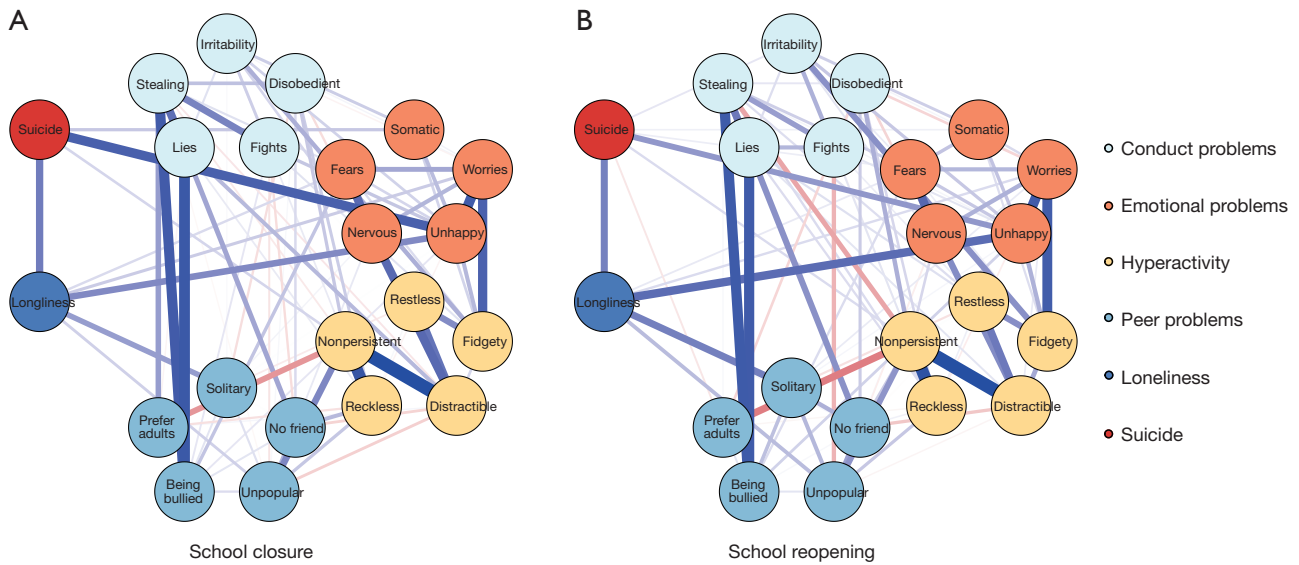 A
Irritability
Stealing
Disobedient
Suicide
Lies
Fights
Somatic
Fears
Worries
Nervous
Unhappy
Longliness
Restless
Nonpersistent
Fidgety
Solitary
Prefer
adults
No friend
Reckless
Distractible
Being
bullied
Unpopular
School closure
B
Irritability
Stealing
Disobedient
Suicide
Lies
Fights
Somatic
Fears
Worries
Nervous
Unhappy
Longliness
Restless
Nonpersistent
Fidgety
Solitary
Prefer
adults
No friend
Reckless
Distractible
Being
bullied
Unpopular
School reopening
Conduct problems
Emotional problems
Hyperactivity
Peer problems
Loneliness
Suicide